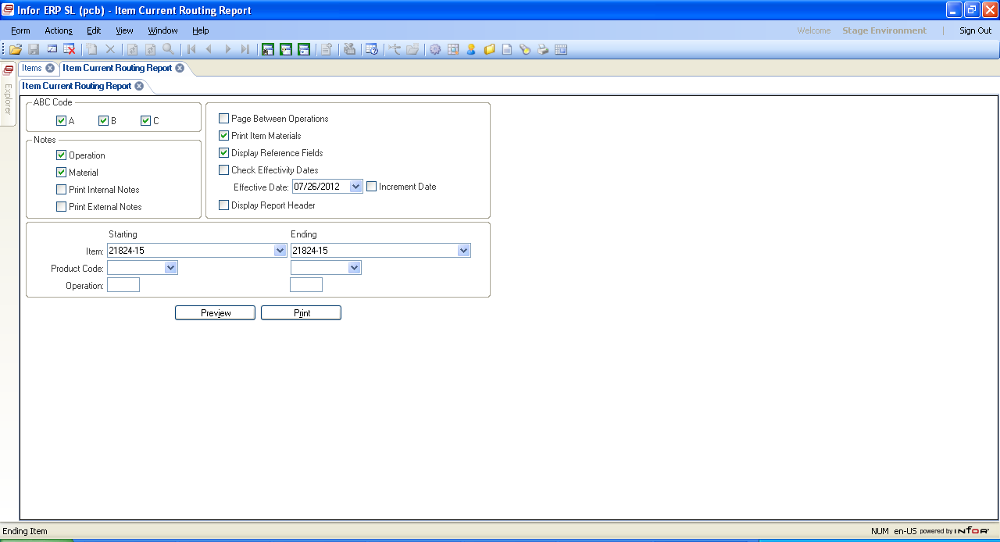 Infor ERP SL (pcb) - Item Current Routing Report
Form Actions Edit View Window Help Welcome Stage Environment | Sign Out
Items Item Current Routing Report
Explorer
Item Current Routing Report
ABC Code
A B C
Notes
Operation
Material
Print Internal Notes
Print External Notes
Page Between Operations
Print Item Materials
Display Reference Fields
Check Effectivity Dates
Effective Date: 07/26/2012 Increment Date
Display Report Header
Starting Ending
Item: 21824-15 21824-15
Product Code:
Operation:
Preview Print
Ending Item NUM en-US powered by infor